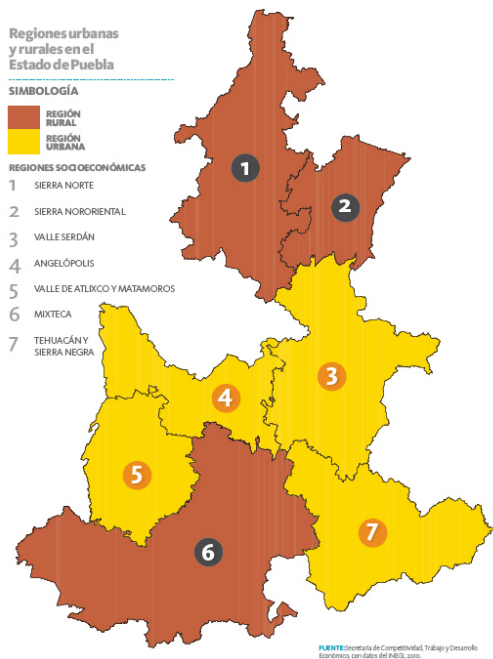 Regiones urbanas
y rurales en el
Estado de Puebla
SIMBOLOGÍA
REGIÓN
RURAL
REGIÓN
URBANA
REGIONES SOCIOECONÓMICAS
1 SIERRA NORTE
2 SIERRA NORORIENTAL
3 VALLE SERDÁN
4 ANGELÓPOLIS
5 VALLE DE ATLIXCO Y MATAMOROS
6 MIXTECA
7 TEHUACÁN Y
SIERRA NEGRA
1
2
3
4
5
6
7
FUENTE: Secretaría de Competitividad, Trabajo y Desarrollo
Económico, con datos del INEGI, 2010.